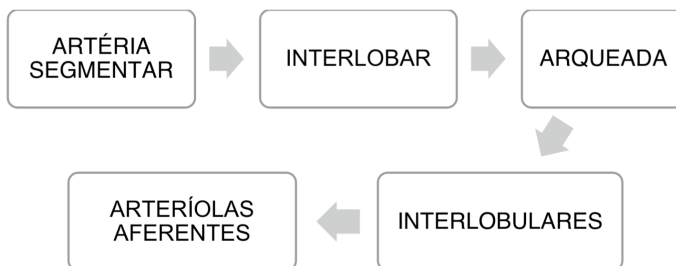 ARTÉRIA
SEGMENTAR
INTERLOBAR
ARQUEADA
INTERLOBULARES
ARTERÍOLAS
AFERENTES